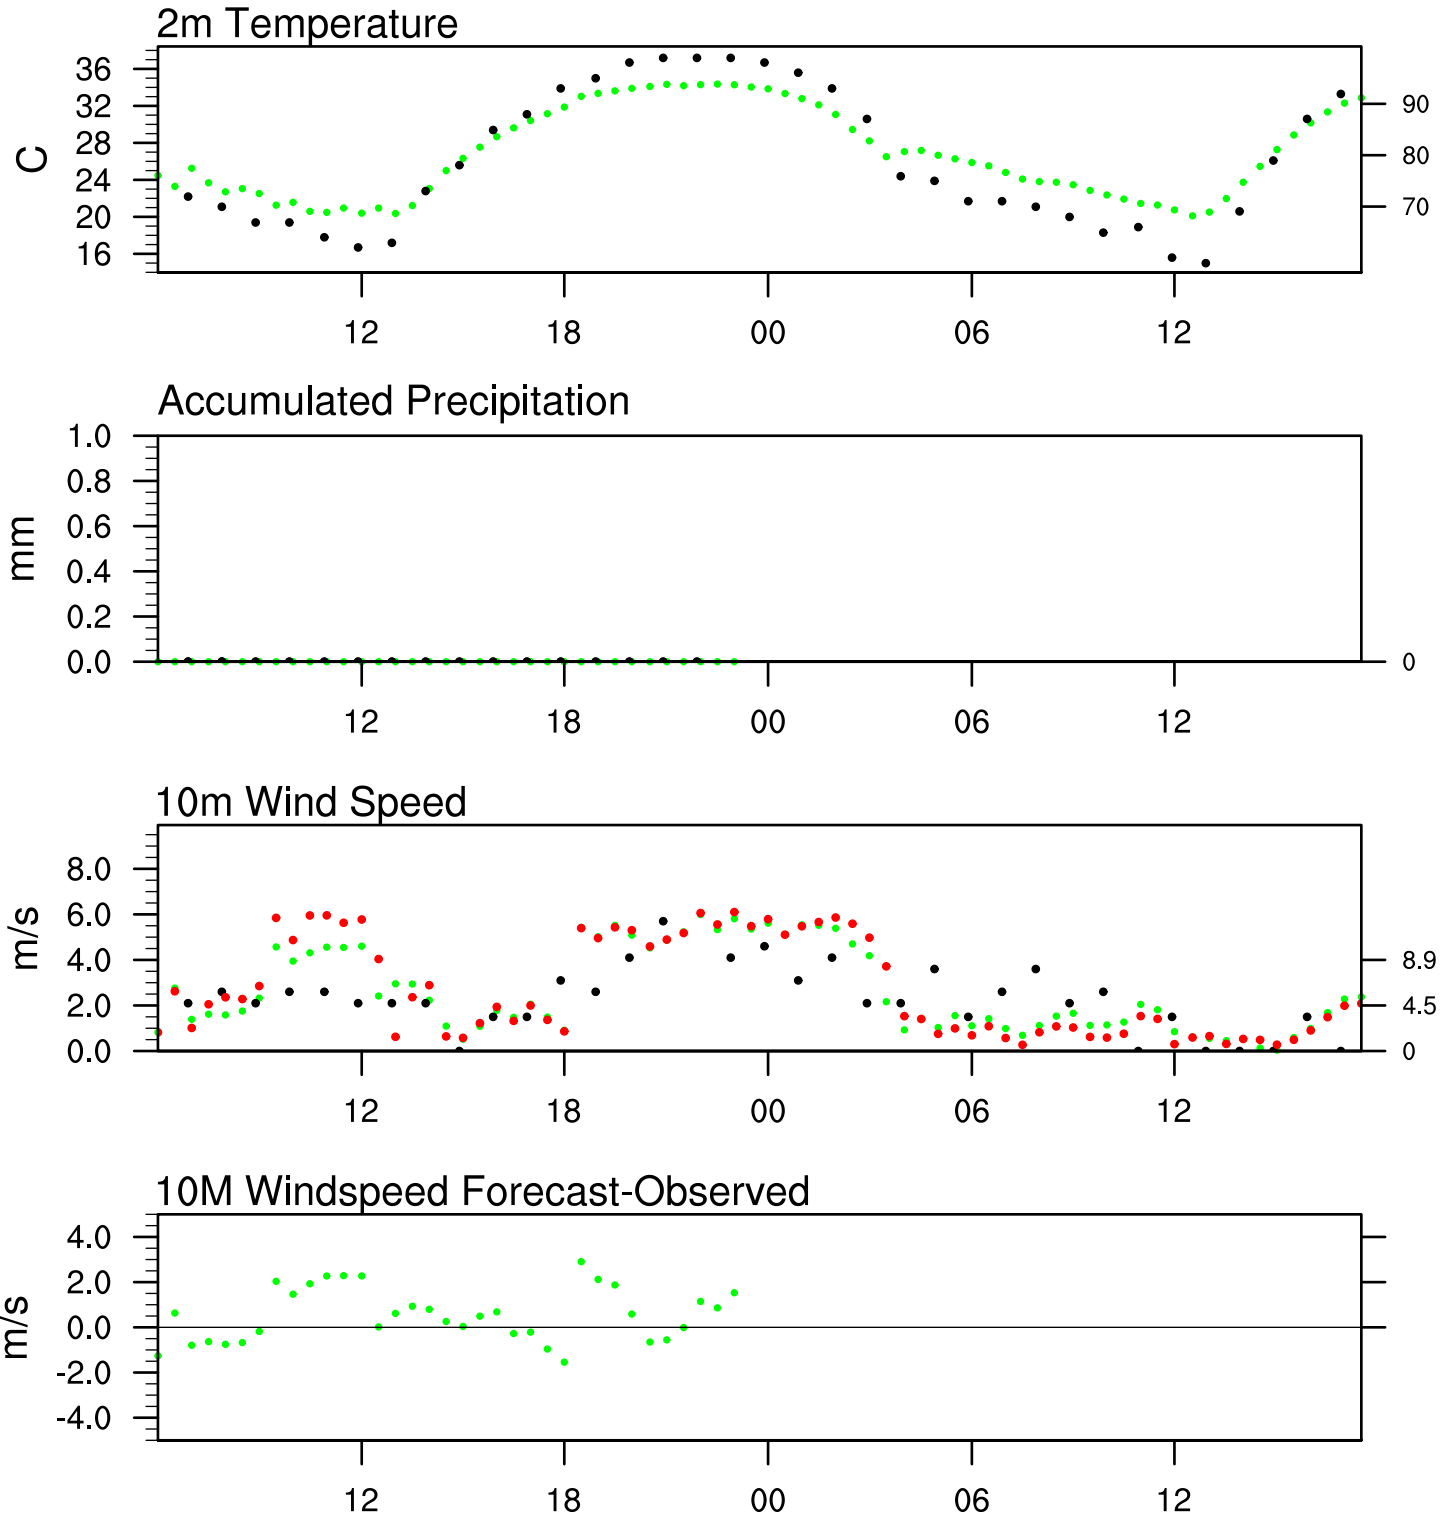 2m Temperature
36
32
28
24
20
16
C
90
80
70
12 18 00 06 12
Accumulated Precipitation
1.0
0.8
0.6
0.4
0.2
0.0
mm
0
12 18 00 06 12
10m Wind Speed
8.0
6.0
4.0
2.0
0.0
m/s
8.9
4.5
0
12 18 00 06 12
10M Windspeed Forecast-Observed
4.0
2.0
0.0
-2.0
-4.0
m/s
12 18 00 06 12